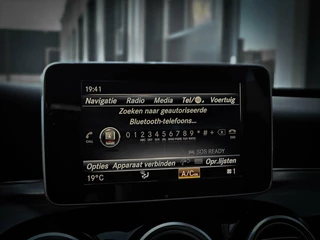 19:41
Navigatie Radio Media Tel/ Voertuig
Zoeken naar geautoriseerde
Bluetooth-telefoons...
0 1 2 3 4 5 6 7 8 9 * # +
SOS READY
Opties Apparaat verbinden Opr.lijsten
19°C A/C 1